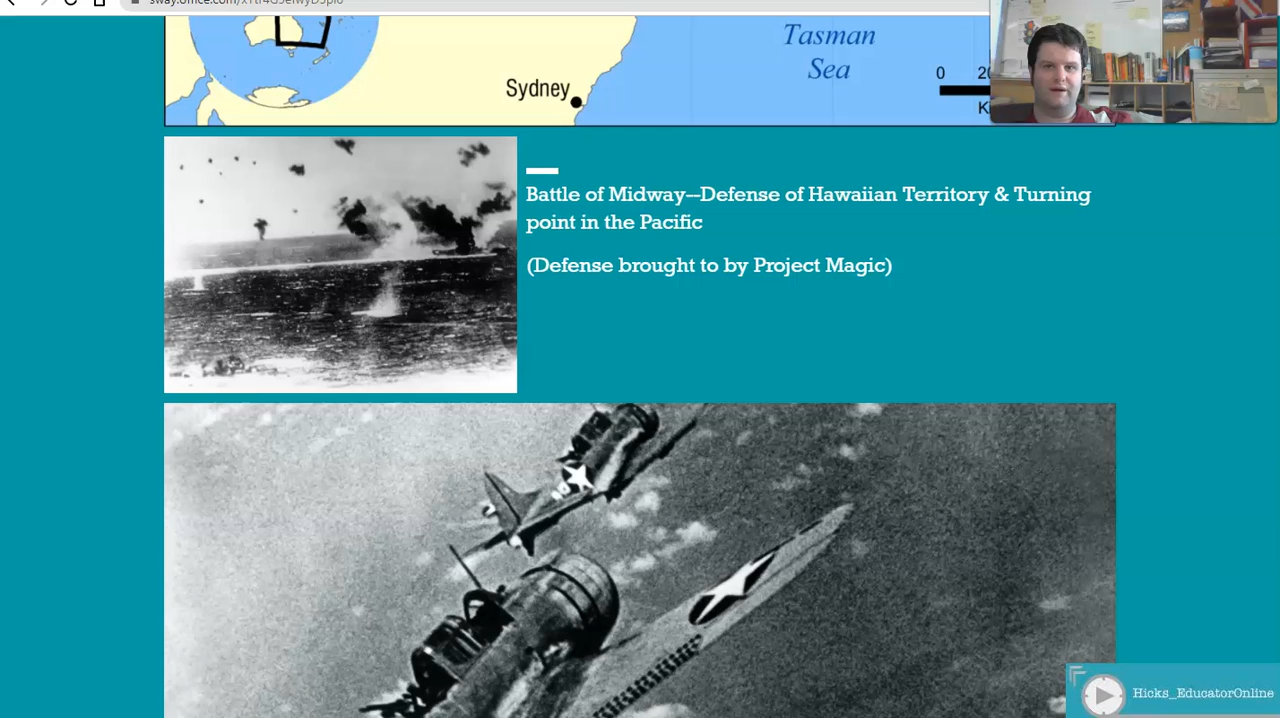 Tasman
Sea
Sydney
0
Battle of Midway--Defense of Hawaiian Territory & Turning
point in the Pacific
(Defense brought to by Project Magic)
Hicks_EducatorOnline